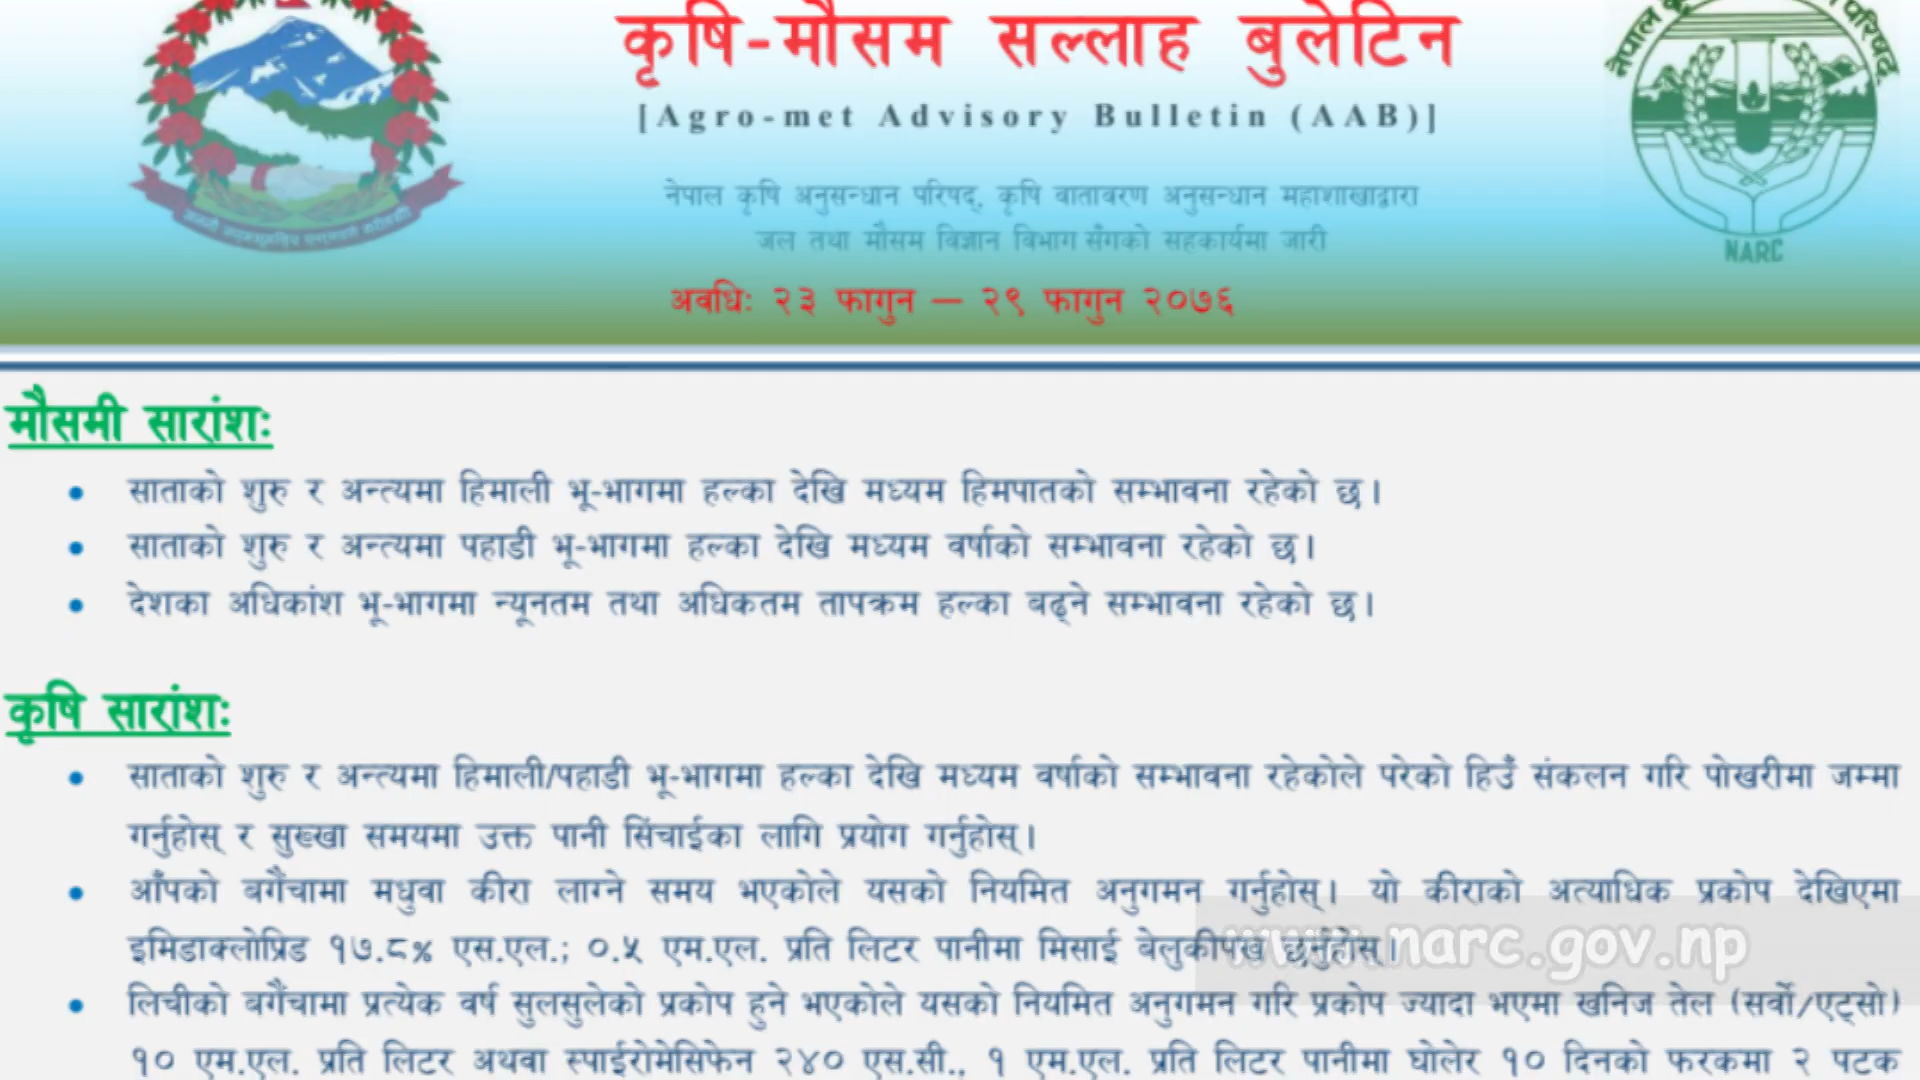 कृषि-मौसम सल्लाह बुलेटिन
[Agro-met Advisory Bulletin (AAB)]
नेपाल कृषि अनुसन्धान परिषद्, कृषि वातावरण अनुसन्धान महाशाखाद्वारा
जल तथा मौसम विज्ञान विभाग सँगको सहकार्यमा जारी
अवधिः २३ फागुन — २९ फागुन २०७६
नेपाल कृ परिषद्
NARC
मौसमी सारांशः
• साताको शुरु र अन्त्यमा हिमाली भू-भागमा हल्का देखि मध्यम हिमपातको सम्भावना रहेको छ।
• साताको शुरु र अन्त्यमा पहाडी भू-भागमा हल्का देखि मध्यम वर्षाको सम्भावना रहेको छ।
• देशका अधिकांश भू-भागमा न्यूनतम तथा अधिकतम तापक्रम हल्का बढ्ने सम्भावना रहेको छ।
कृषि सारांशः
• साताको शुरु र अन्त्यमा हिमाली/पहाडी भू-भागमा हल्का देखि मध्यम वर्षाको सम्भावना रहेकोले परेको हिउँ संकलन गरि पोखरीमा जम्मा
गर्नुहोस् र सुख्खा समयमा उक्त पानी सिंचाईका लागि प्रयोग गर्नुहोस्।
• आँपको बगैंचामा मधुवा कीरा लाग्ने समय भएकोले यसको नियमित अनुगमन गर्नुहोस्। यो कीराको अत्याधिक प्रकोप देखिएमा
इमिडाक्लोप्रिड १७.८% एस.एल.; ०.५ एम.एल. प्रति लिटर पानीमा मिसाई बेलुकीपख छर्नुहोस्।
www.narc.gov.np
• लिचीको बगैंचामा प्रत्येक वर्ष सुलसुलेको प्रकोप हुने भएकोले यसको नियमित अनुगमन गरि प्रकोप ज्यादा भएमा खनिज तेल (सर्वो/एट्सो)
१० एम.एल. प्रति लिटर अथवा स्पाईरोमेसिफेन २४० एस.सी., १ एम.एल. प्रति लिटर पानीमा घोलेर १० दिनको फरकमा २ पटक